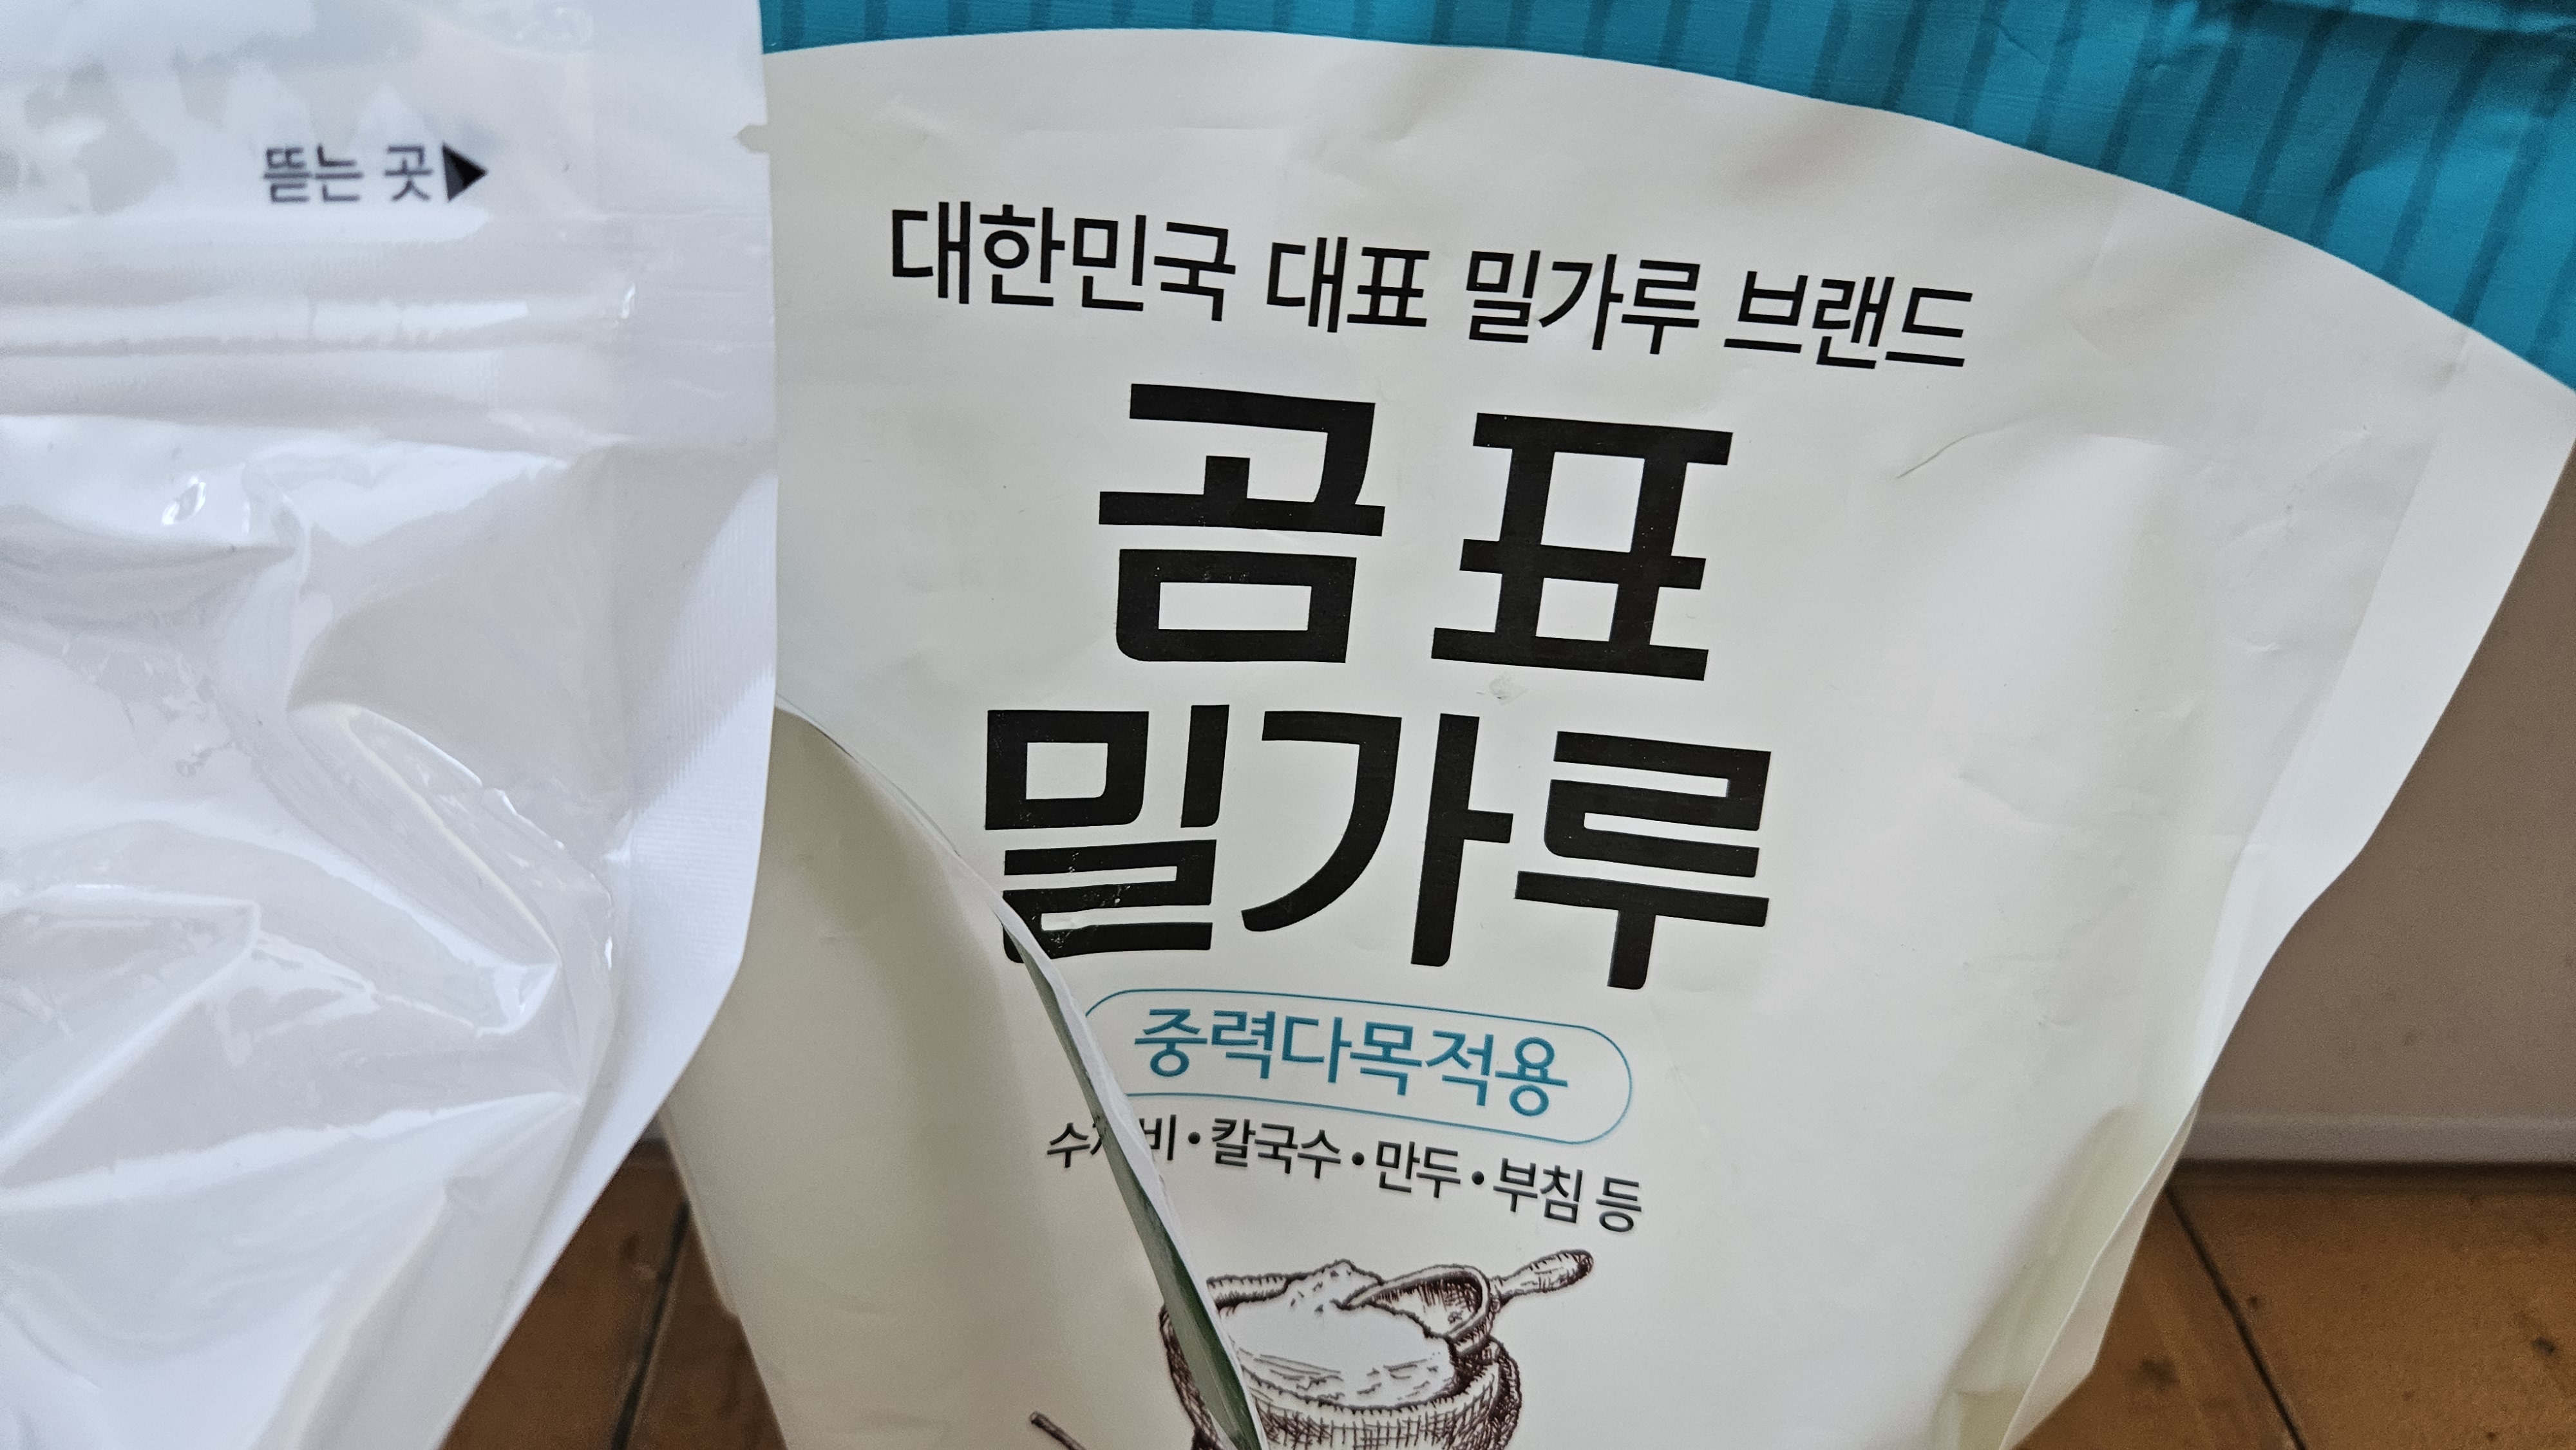 뜯는 곳▶
대한민국 대표 밀가루 브랜드
곰표
밀가루
중력다목적용
칼국수•만두•부침 등